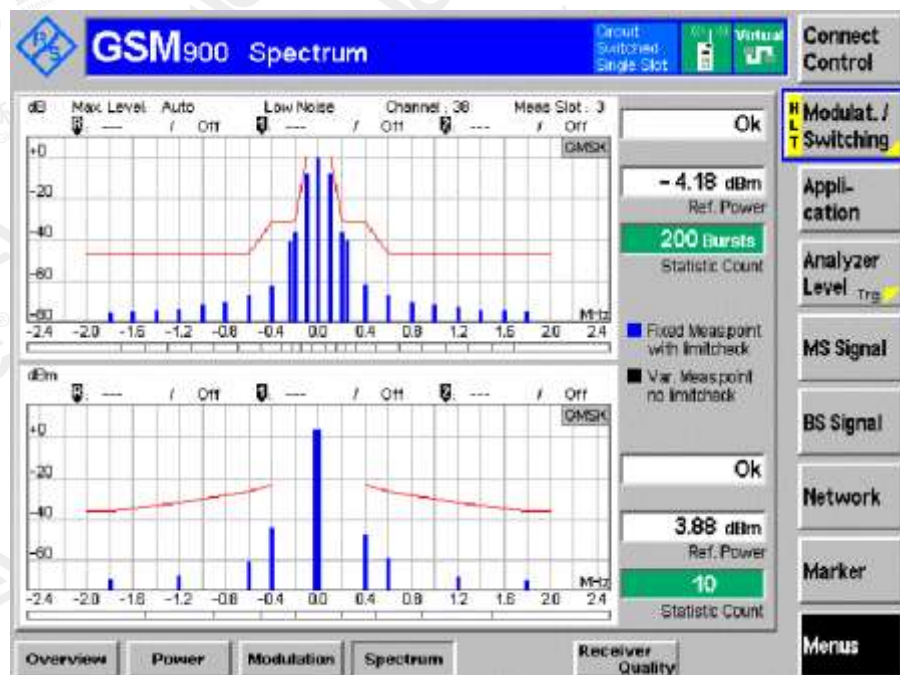 R&S
GSM900 Spectrum
Circuit Switched Single Slot
Virtual
Connect Control
dB Max. Level: Auto Low Noise Channel : 38 Meas Slot : 3
R: --- / Off 1: --- / Off 2: --- / Off
GMSK
+0
-20
-40
-60
-80
MHz
-2.4 -2.0 -1.6 -1.2 -0.8 -0.4 0.0 0.4 0.8 1.2 1.6 2.0 2.4
Ok
- 4.18 dBm
Ref. Power
200 Bursts
Statistic Count
Fixed Measpoint with limitcheck
Var. Measpoint no limitcheck
dBm
R: --- / Off 1: --- / Off 2: --- / Off
GMSK
+0
-20
-40
-60
MHz
-2.4 -2.0 -1.6 -1.2 -0.8 -0.4 0.0 0.4 0.8 1.2 1.6 2.0 2.4
Ok
3.88 dBm
Ref. Power
10
Statistic Count
HLT
Modulat. / Switching
Appli- cation
Analyzer Level Trg
MS Signal
BS Signal
Network
Marker
Menus
Overview Power Modulation Spectrum Receiver Quality